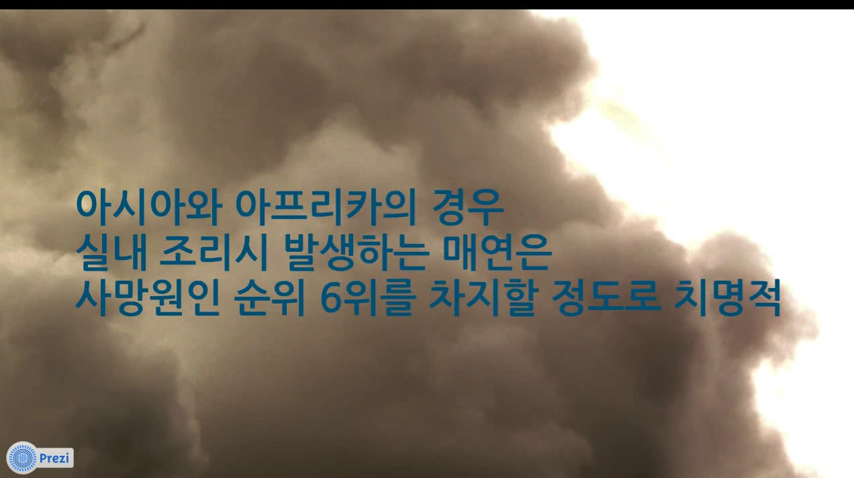 아시아와 아프리카의 경우
실내 조리시 발생하는 매연은
사망원인 순위 6위를 차지할 정도로 치명적
Prezi